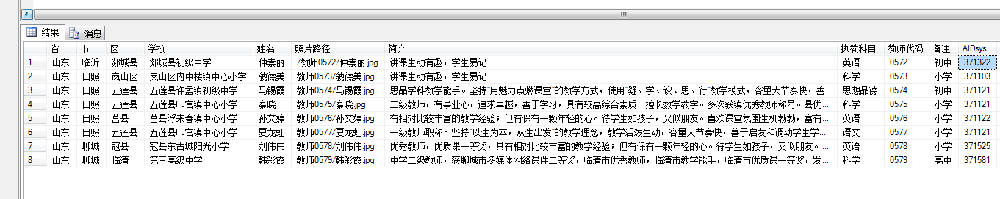 结果 消息
省 市 区 学校 姓名 照片路径 简介 执教科目 教师代码 备注 AIDsys
1 山东 临沂 郯城县 郯城县初级中学 仲崇丽 /教师0572/仲崇丽.jpg 讲课生动有趣，学生易记 英语 0572 初中 371322
2 山东 日照 岚山区 岚山区内中楼镇中心小学 虢德美 教师0573/虢德美.jpg 讲课生动有趣，学生易记 科学 0573 小学 371103
3 山东 日照 五莲县 五莲县许孟镇初级中学 马锡霞 教师0574/马锡霞.jpg 思品学科教学能手。坚持"用魅力点燃课堂"的教学方式，使用"疑、学、议、思、行"教学模式，容量大节奏快，善... 思想品德 0574 初中 371121
4 山东 日照 五莲县 五莲县叩官镇中心小学 秦晓 教师0575/秦晓.jpg 二级教师，有事业心，追求卓越，善于学习，具有较高综合素质。擅长数学教学。多次获镇优秀教师称号。县优... 科学 0575 小学 371121
5 山东 日照 莒县 莒县浮来春镇中心小学 孙文婷 教师0576/孙文婷.jpg 有相对比较丰富的教学经验；但有保有一颗年轻的心。待学生如孩子，又似朋友。喜欢课堂氛围生机勃勃，富有... 英语 0576 小学 371122
6 山东 日照 五莲县 五莲县叩官镇中心小学 夏龙虹 教师0577/夏龙虹.jpg 一级教师职称。坚持"以生为本，从生出发"的教学理念，教学活泼生动，容量大节奏快，善于启发和调动学生学... 语文 0577 小学 371121
7 山东 聊城 冠县 冠县东古城阳光小学 刘伟伟 教师0578/刘伟伟.jpg 优秀教师，优质课一等奖，具有相对比较丰富的教学经验；但有保有一颗年轻的心。待学生如孩子，又似朋友。... 英语 0578 小学 371525
8 山东 聊城 临清 第三高级中学 韩彩霞 教师0579/韩彩霞.jpg 中学二级教师，获聊城市多媒体网络课件二等奖，临清市优秀教师，临清市教学能手，临清市优质课一等奖，发... 科学 0579 高中 371581